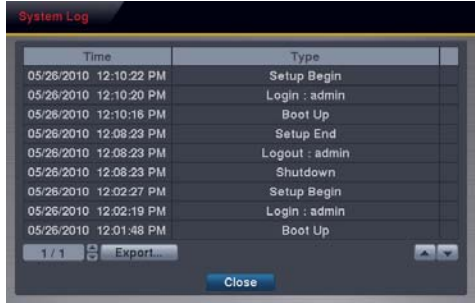 System Log
Time Type
05/26/2010 12:10:22 PM Setup Begin
05/26/2010 12:10:20 PM Login : admin
05/26/2010 12:10:16 PM Boot Up
05/26/2010 12:08:23 PM Setup End
05/26/2010 12:08:23 PM Logout : admin
05/26/2010 12:08:23 PM Shutdown
05/26/2010 12:02:27 PM Setup Begin
05/26/2010 12:02:19 PM Login : admin
05/26/2010 12:01:48 PM Boot Up
1 / 1 Export...
Close